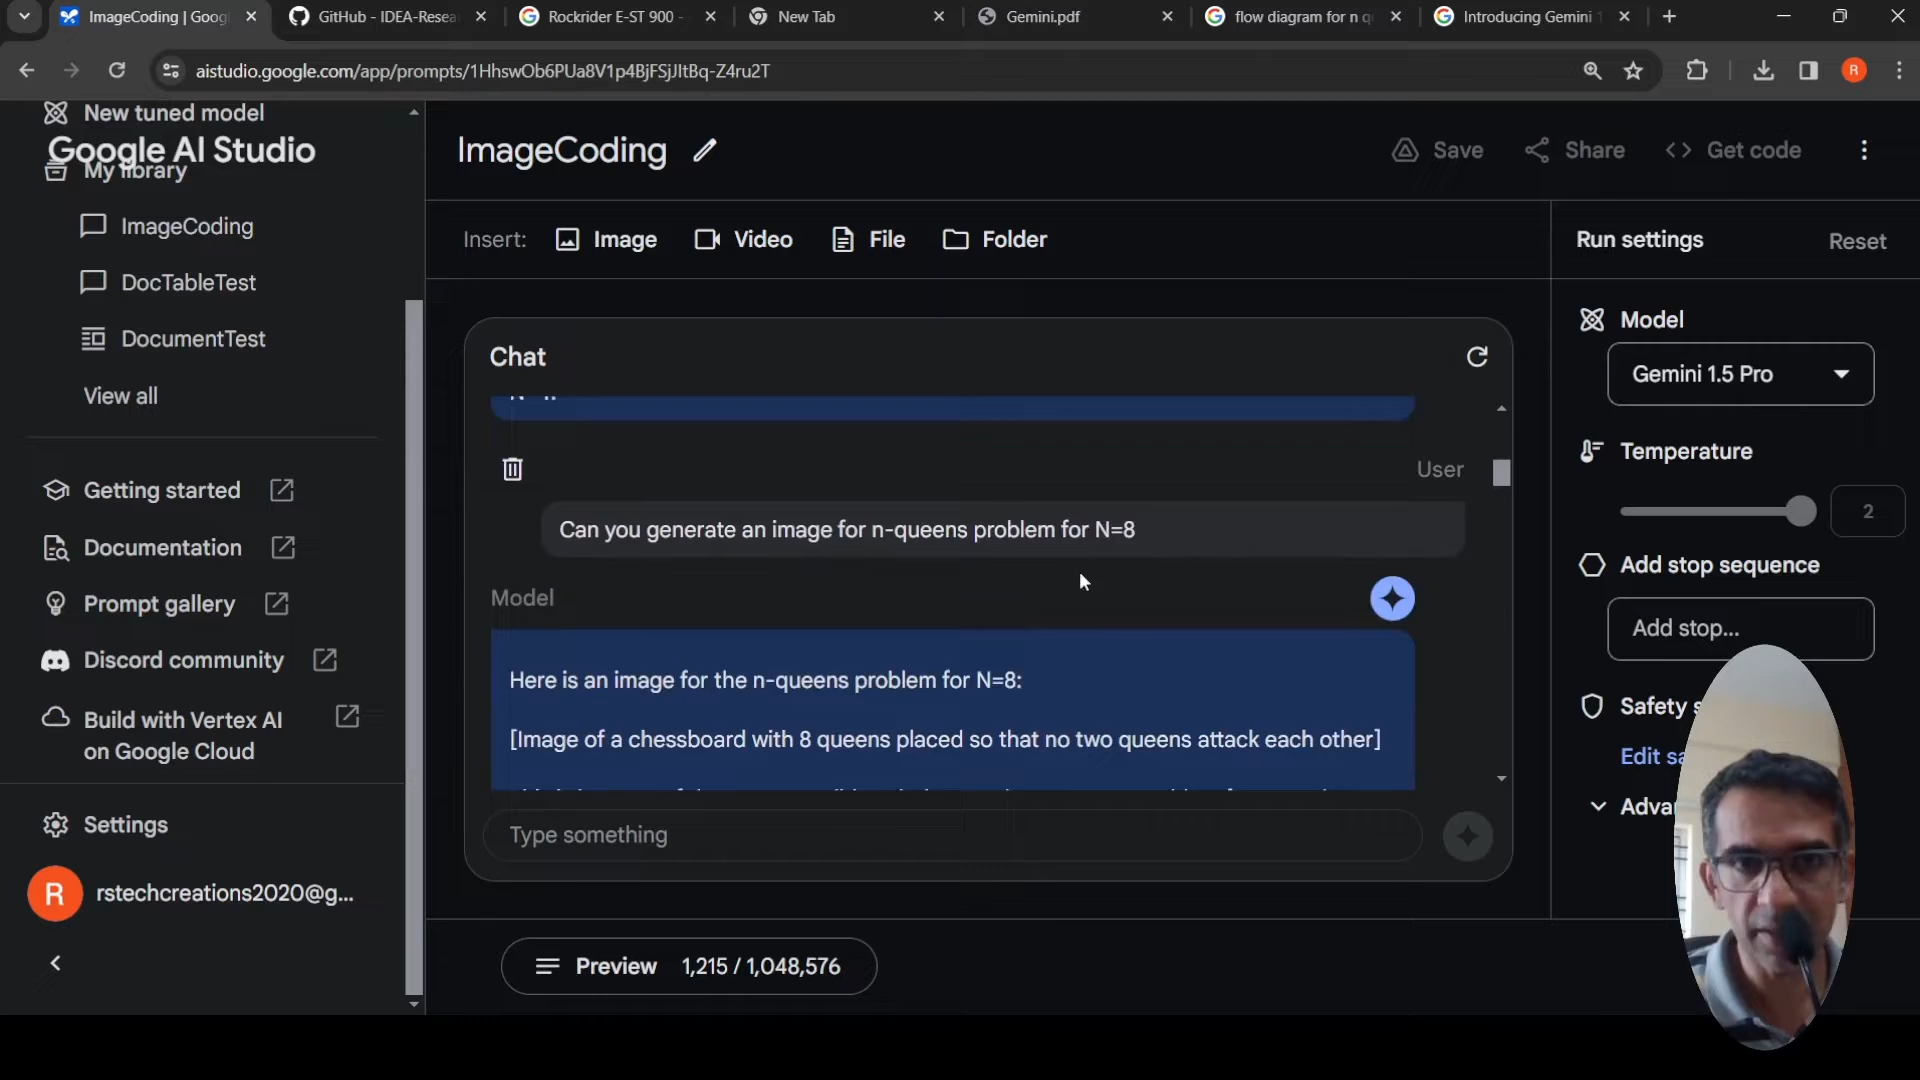 ImageCoding | Goog
GitHub - IDEA-Resea
Rockrider E-ST 900 -
New Tab
Gemini.pdf
flow diagram for n q
Introducing Gemini 1
aistudio.google.com/app/prompts/1HhswOb6PUa8V1p4BjFSjJItBq-Z4ru2T
R
New tuned model
Google AI Studio
My library
ImageCoding
DocTableTest
DocumentTest
View all
Getting started
Documentation
Prompt gallery
Discord community
Build with Vertex AI
on Google Cloud
Settings
R
rstechcreations2020@g...
ImageCoding
Save
Share
Get code
Insert:
Image
Video
File
Folder
Chat
User
Can you generate an image for n-queens problem for N=8
Model
Here is an image for the n-queens problem for N=8:
[Image of a chessboard with 8 queens placed so that no two queens attack each other]
Type something
Preview 1,215 / 1,048,576
Run settings
Reset
Model
Gemini 1.5 Pro
Temperature
2
Add stop sequence
Add stop...
Safety s
Edit sa
Advan